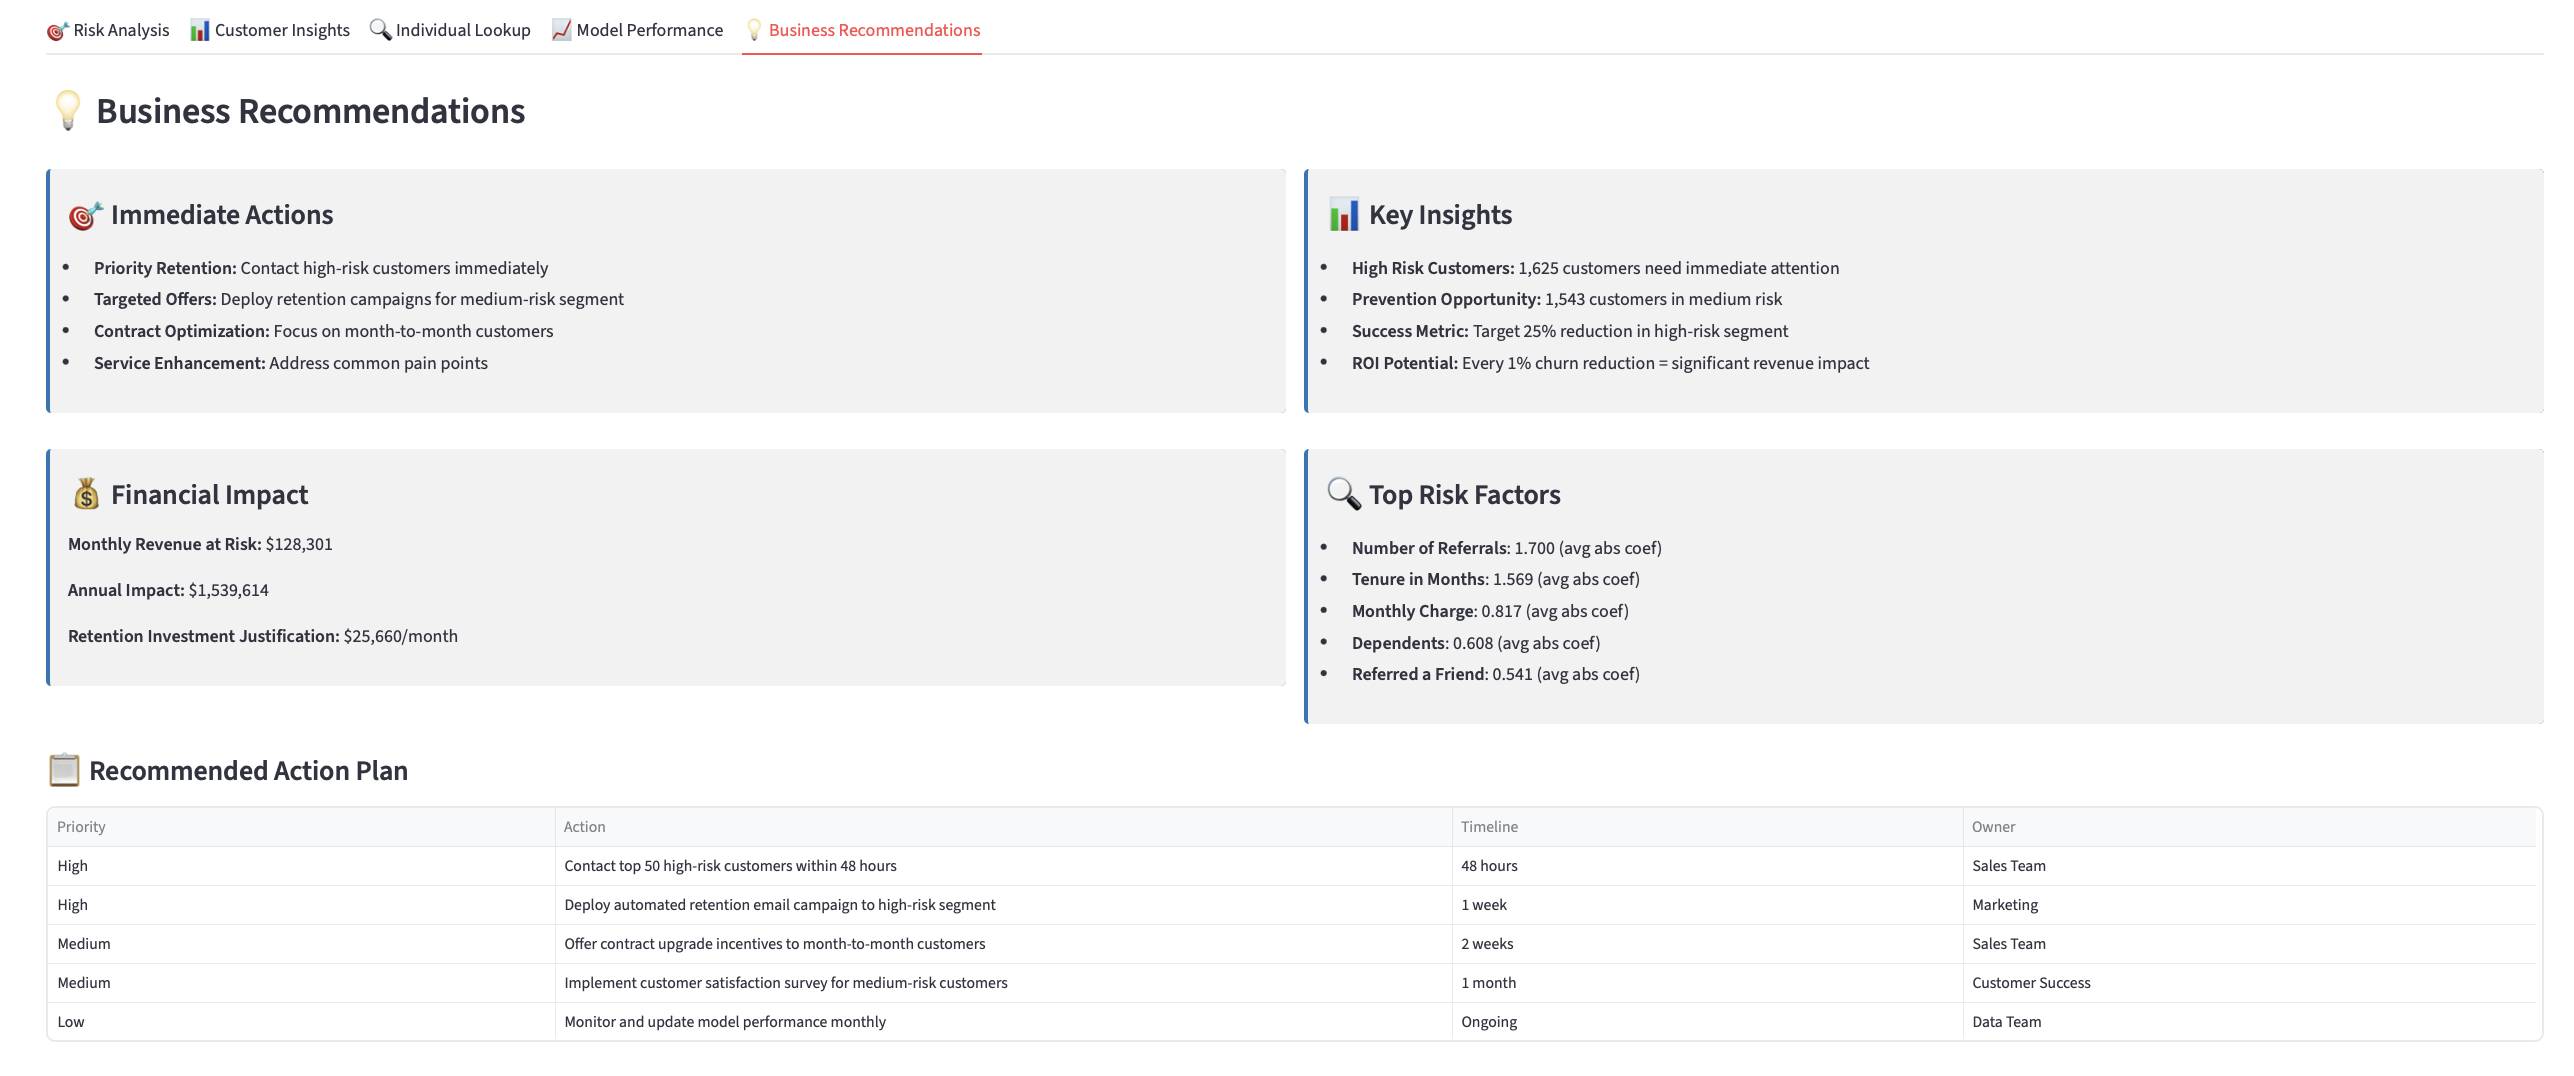 Risk Analysis
Customer Insights
Individual Lookup
Model Performance
Business Recommendations
Business Recommendations
Immediate Actions
Priority Retention: Contact high-risk customers immediately
Targeted Offers: Deploy retention campaigns for medium-risk segment
Contract Optimization: Focus on month-to-month customers
Service Enhancement: Address common pain points
Key Insights
High Risk Customers: 1,625 customers need immediate attention
Prevention Opportunity: 1,543 customers in medium risk
Success Metric: Target 25% reduction in high-risk segment
ROI Potential: Every 1% churn reduction = significant revenue impact
Financial Impact
Monthly Revenue at Risk: $128,301
Annual Impact: $1,539,614
Retention Investment Justification: $25,660/month
Top Risk Factors
Number of Referrals: 1.700 (avg abs coef)
Tenure in Months: 1.569 (avg abs coef)
Monthly Charge: 0.817 (avg abs coef)
Dependents: 0.608 (avg abs coef)
Referred a Friend: 0.541 (avg abs coef)
Recommended Action Plan
Priority Action Timeline Owner
High Contact top 50 high-risk customers within 48 hours 48 hours Sales Team
High Deploy automated retention email campaign to high-risk segment 1 week Marketing
Medium Offer contract upgrade incentives to month-to-month customers 2 weeks Sales Team
Medium Implement customer satisfaction survey for medium-risk customers 1 month Customer Success
Low Monitor and update model performance monthly Ongoing Data Team